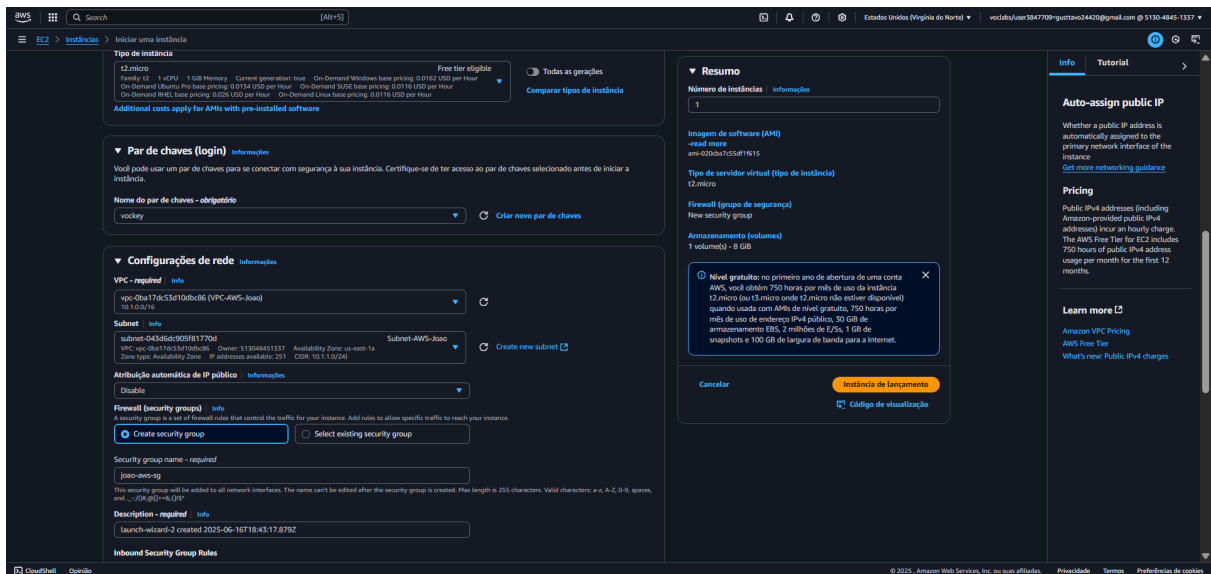 aws
Search [Alt+S]
Estados Unidos (Virgínia do Norte) ▼
voclabs/user3847709=gusttavo24420@gmail.com @ 5130-4845-1337 ▼
EC2 > Instâncias > Iniciar uma instância
Tipo de instância
t2.micro Free tier eligible
Family: t2 1 vCPU 1 GiB Memory Current generation: true On-Demand Windows base pricing: 0.0162 USD per Hour
On-Demand Ubuntu Pro base pricing: 0.0134 USD per Hour On-Demand SUSE base pricing: 0.0116 USD per Hour
On-Demand RHEL base pricing: 0.026 USD per Hour On-Demand Linux base pricing: 0.0116 USD per Hour
Todas as gerações
Comparar tipos de instância
Additional costs apply for AMIs with pre-installed software
▼ Par de chaves (login) Informações
Você pode usar um par de chaves para se conectar com segurança à sua instância. Certifique-se de ter acesso ao par de chaves selecionado antes de iniciar a
instância.
Nome do par de chaves - obrigatório
vockey
Criar novo par de chaves
▼ Configurações de rede Informações
VPC - required | Info
vpc-0ba17dc53d10dbc86 (VPC-AWS-Joao)
10.1.0.0/16
Subnet | Info
subnet-043d6dc905f81770d Subnet-AWS-Joao
VPC: vpc-0ba17dc53d10dbc86 Owner: 513048451337 Availability Zone: us-east-1a
Zone type: Availability Zone IP addresses available: 251 CIDR: 10.1.1.0/24)
Create new subnet
Atribuição automática de IP público | Informações
Disable
Firewall (security groups) | Info
A security group is a set of firewall rules that control the traffic for your instance. Add rules to allow specific traffic to reach your instance.
Create security group
Select existing security group
Security group name - required
joao-aws-sg
This security group will be added to all network interfaces. The name can't be edited after the security group is created. Max length is 255 characters. Valid characters: a-z, A-Z, 0-9, spaces,
and ._-:/()#,@[]+=&;{}!$*
Description - required | Info
launch-wizard-2 created 2025-06-16T18:43:17.879Z
Inbound Security Group Rules
▼ Resumo
Número de instâncias | Informações
1
Imagem de software (AMI)
-read more
ami-020cba7c55df1f615
Tipo de servidor virtual (tipo de instância)
t2.micro
Firewall (grupo de segurança)
New security group
Armazenamento (volumes)
1 volume(s) - 8 GiB
Nível gratuito: no primeiro ano de abertura de uma conta
AWS, você obtém 750 horas por mês de uso da instância
t2.micro (ou t3.micro onde t2.micro não estiver disponível)
quando usada com AMIs de nível gratuito, 750 horas por
mês de uso de endereço IPv4 público, 30 GiB de
armazenamento EBS, 2 milhões de E/Ss, 1 GB de
snapshots e 100 GB de largura de banda para a Internet.
Cancelar
Instância de lançamento
Código de visualização
Info
Tutorial
Auto-assign public IP
Whether a public IP address is
automatically assigned to the
primary network interface of the
instance
Get more networking guidance
Pricing
Public IPv4 addresses (including
Amazon-provided public IPv4
addresses) incur an hourly charge.
The AWS Free Tier for EC2 includes
750 hours of public IPv4 address
usage per month for the first 12
months.
Learn more
Amazon VPC Pricing
AWS Free Tier
What's new: Public IPv4 charges
CloudShell Opinião
© 2025 , Amazon Web Services, Inc. ou suas afiliadas. Privacidade Termos Preferências de cookies